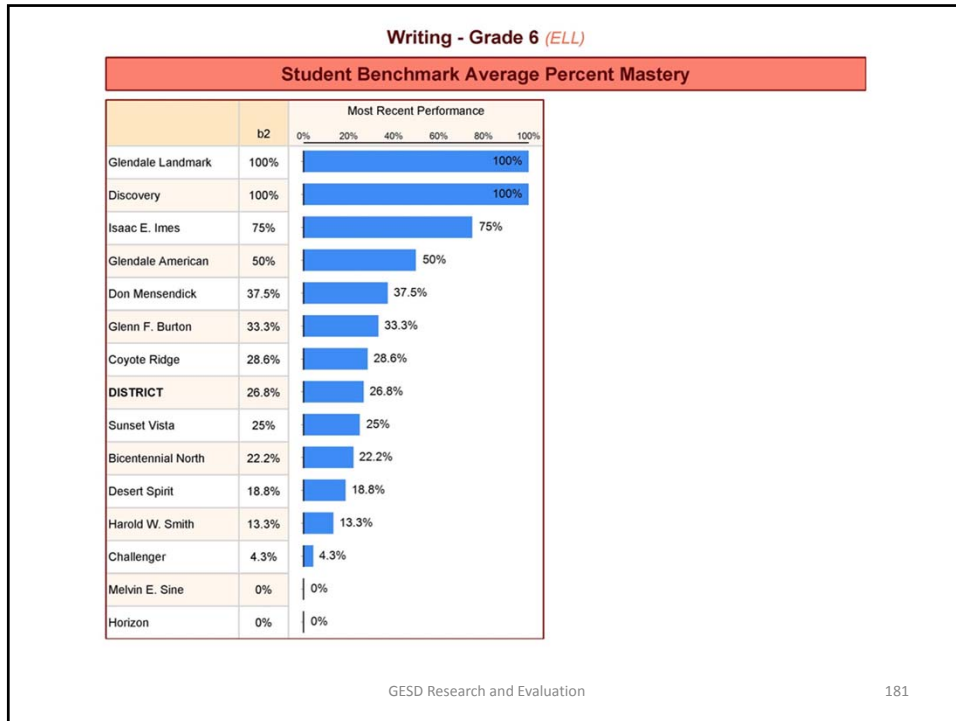 Writing - Grade 6 (ELL)
Student Benchmark Average Percent Mastery
Most Recent Performance
b2 0% 20% 40% 60% 80% 100%
Glendale Landmark 100% 100%
Discovery 100% 100%
Isaac E. Imes 75% 75%
Glendale American 50% 50%
Don Mensendick 37.5% 37.5%
Glenn F. Burton 33.3% 33.3%
Coyote Ridge 28.6% 28.6%
DISTRICT 26.8% 26.8%
Sunset Vista 25% 25%
Bicentennial North 22.2% 22.2%
Desert Spirit 18.8% 18.8%
Harold W. Smith 13.3% 13.3%
Challenger 4.3% 4.3%
Melvin E. Sine 0% 0%
Horizon 0% 0%
GESD Research and Evaluation 181